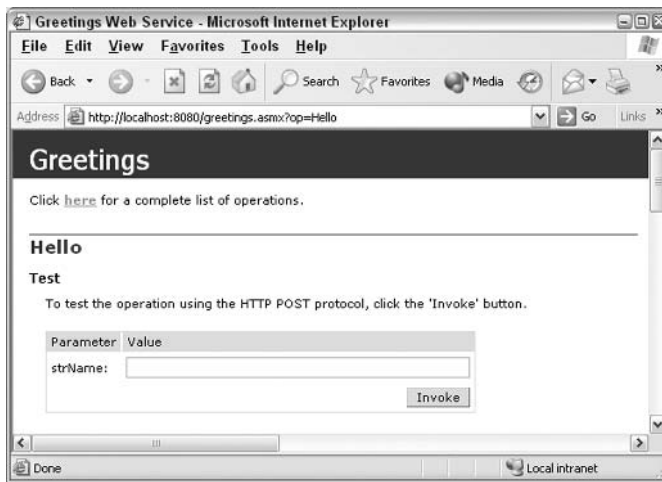 Greetings Web Service - Microsoft Internet Explorer
File Edit View Favorites Tools Help
Back Search Favorites Media
Address http://localhost:8080/greetings.asmx?op=Hello Go Links
Greetings
Click here for a complete list of operations.
Hello
Test
To test the operation using the HTTP POST protocol, click the 'Invoke' button.
Parameter Value
strName:
Invoke
Done Local intranet